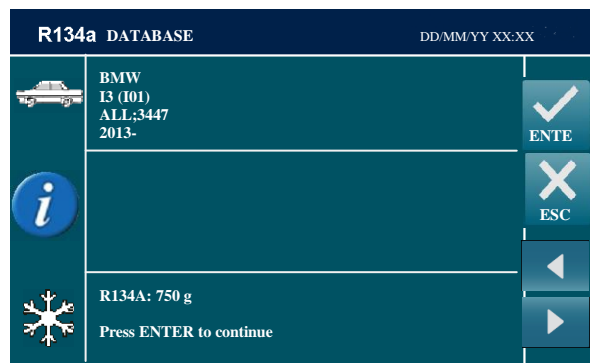 R134a DATABASE DD/MM/YY XX:XX
BMW
I3 (I01)
ALL;3447
2013-
ENTE
i
ESC
R134A: 750 g
Press ENTER to continue